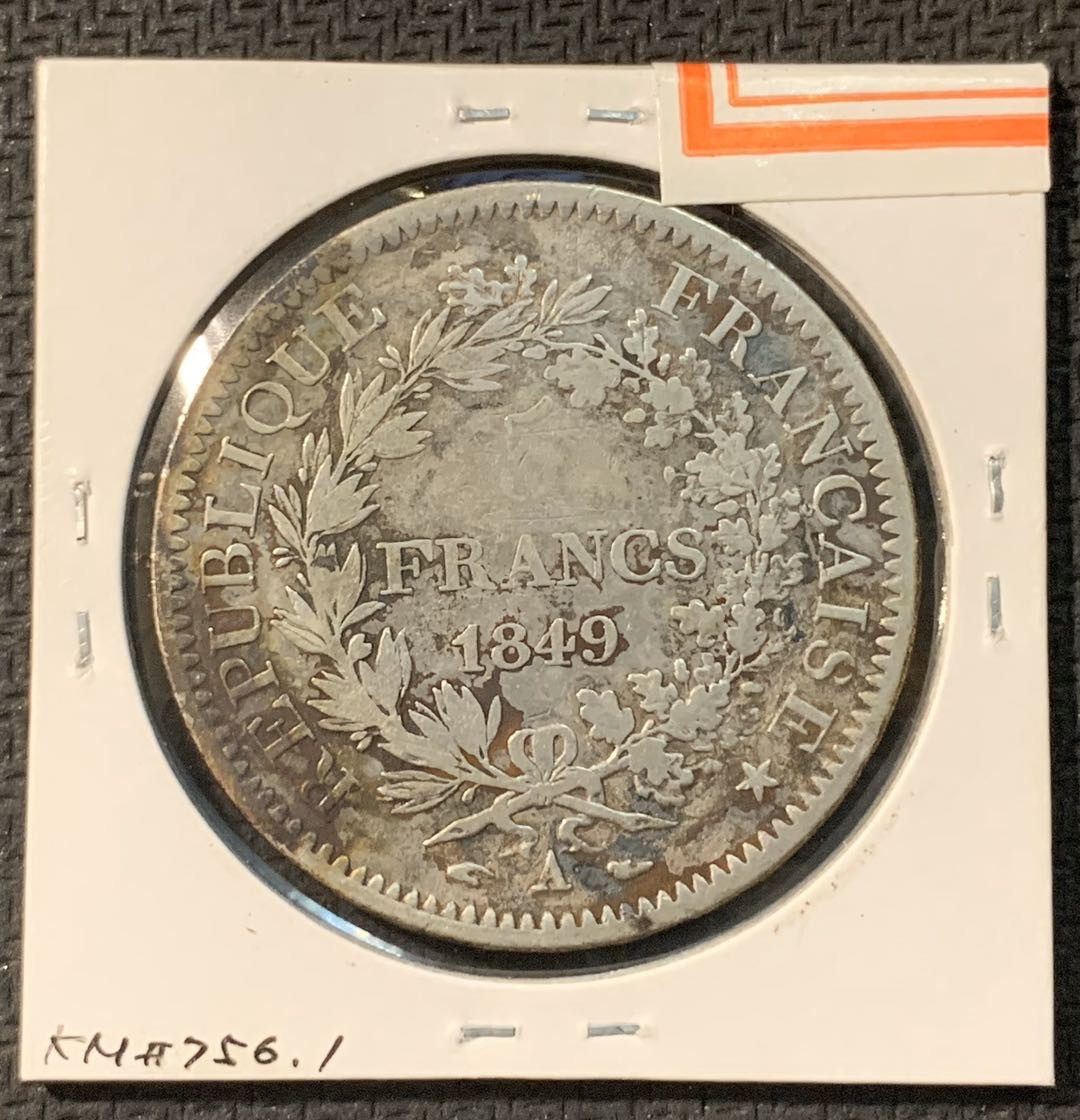 REPUBLIQUE FRANCAISE
FRANCS
1849
A
KM#756.1